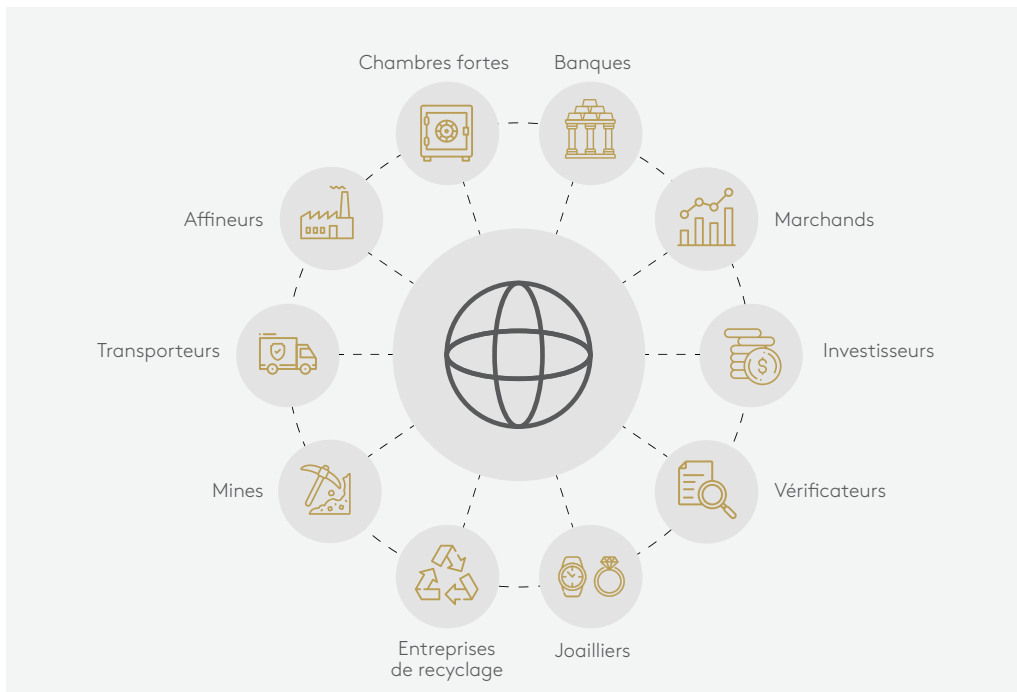 Chambres fortes
Banques
Affineurs
Marchands
Transporteurs
Investisseurs
Mines
Vérificateurs
Entreprises
de recyclage
Joailliers
$